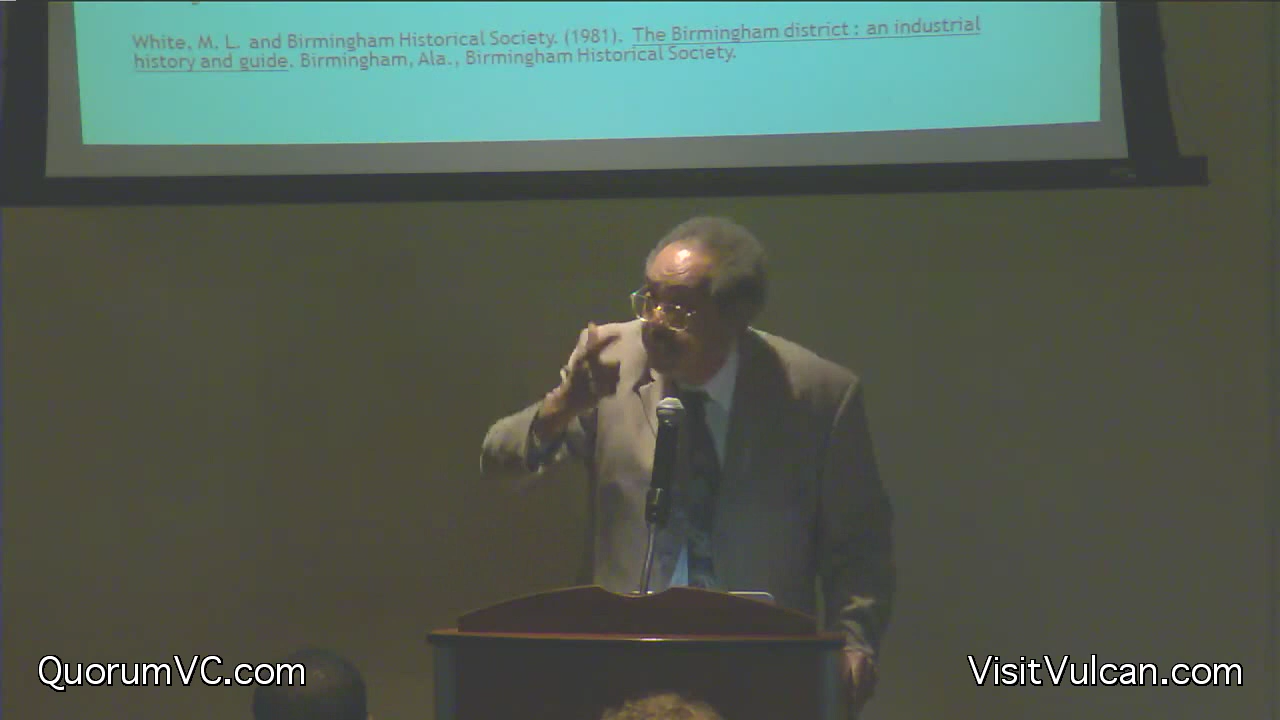 White, M. L. and Birmingham Historical Society. (1981). The Birmingham district : an industrial
history and guide. Birmingham, Ala., Birmingham Historical Society.
QuorumVC.com
VisitVulcan.com